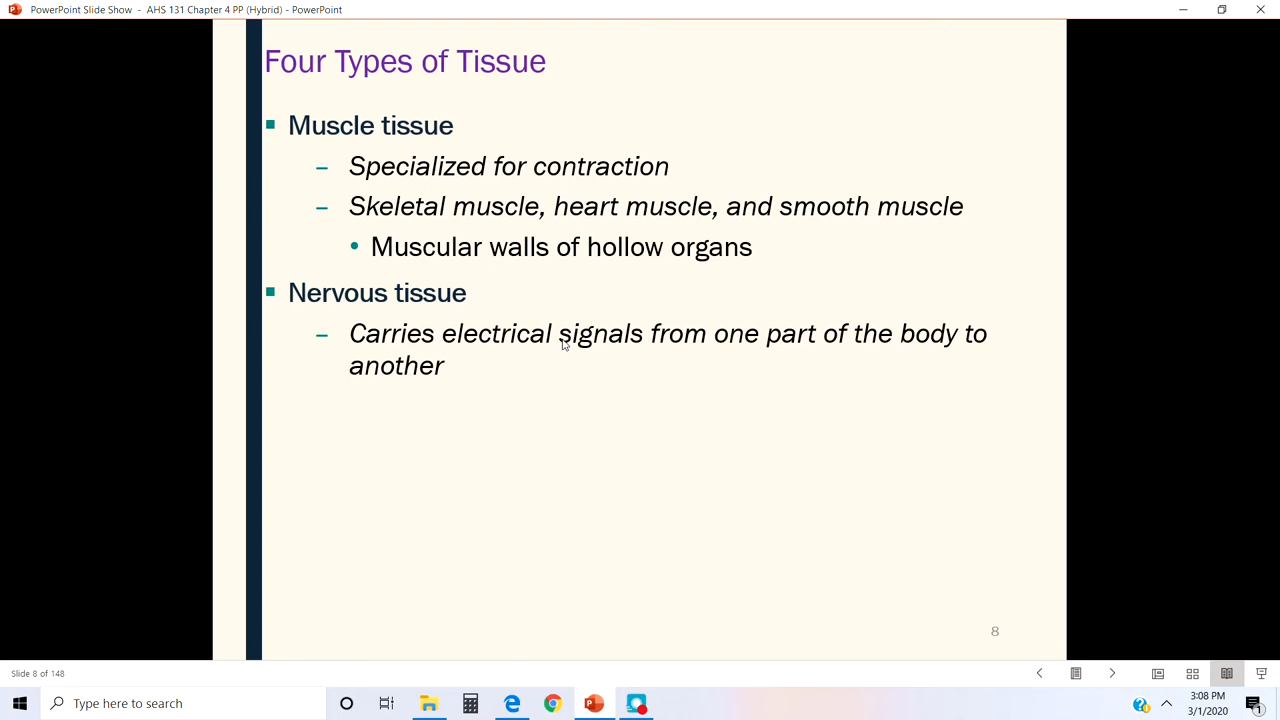 PowerPoint Slide Show - AHS 131 Chapter 4 PP (Hybrid) - PowerPoint
Four Types of Tissue
Muscle tissue
– Specialized for contraction
– Skeletal muscle, heart muscle, and smooth muscle
• Muscular walls of hollow organs
Nervous tissue
– Carries electrical signals from one part of the body to
another
8
Slide 8 of 148
Type here to search
3:08 PM
3/1/2020
1